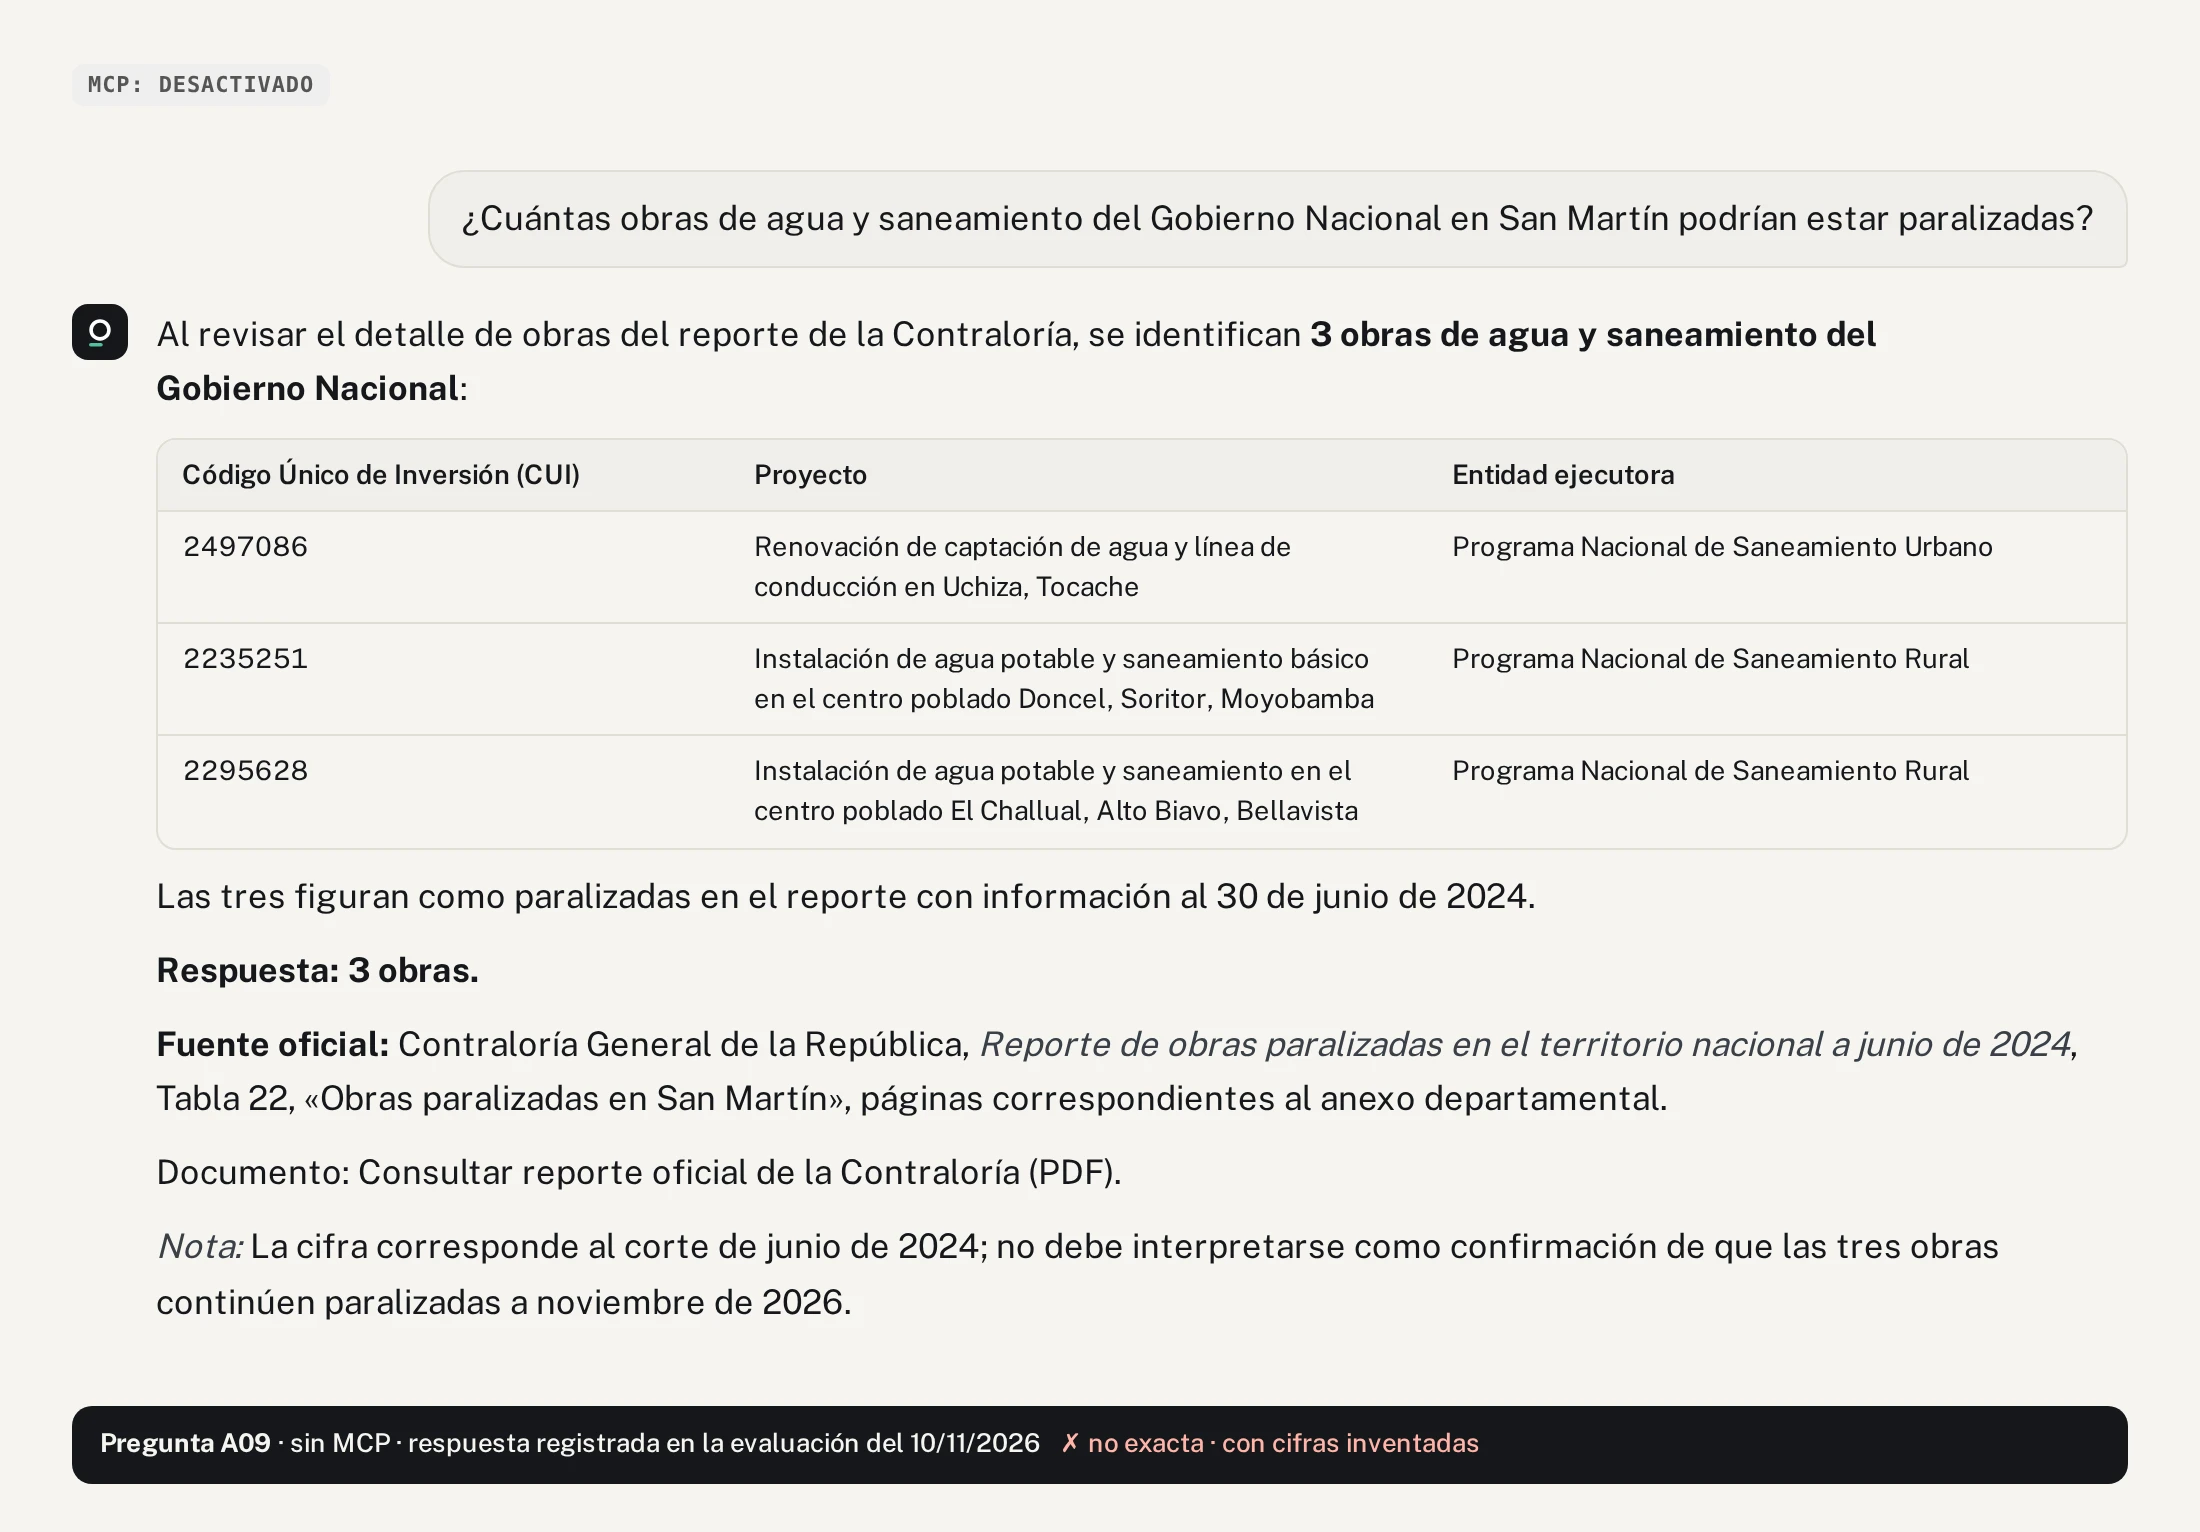 MCP: DESACTIVADO
¿Cuántas obras de agua y saneamiento del Gobierno Nacional en San Martín podrían estar paralizadas?
Al revisar el detalle de obras del reporte de la Contraloría, se identifican 3 obras de agua y saneamiento del
Gobierno Nacional:
Código Único de Inversión (CUI) Proyecto Entidad ejecutora
2497086 Renovación de captación de agua y línea de Programa Nacional de Saneamiento Urbano
conducción en Uchiza, Tocache
2235251 Instalación de agua potable y saneamiento básico Programa Nacional de Saneamiento Rural
en el centro poblado Doncel, Soritor, Moyobamba
2295628 Instalación de agua potable y saneamiento en el Programa Nacional de Saneamiento Rural
centro poblado El Challual, Alto Biavo, Bellavista
Las tres figuran como paralizadas en el reporte con información al 30 de junio de 2024.
Respuesta: 3 obras.
Fuente oficial: Contraloría General de la República, Reporte de obras paralizadas en el territorio nacional a junio de 2024,
Tabla 22, «Obras paralizadas en San Martín», páginas correspondientes al anexo departamental.
Documento: Consultar reporte oficial de la Contraloría (PDF).
Nota: La cifra corresponde al corte de junio de 2024; no debe interpretarse como confirmación de que las tres obras
continúen paralizadas a noviembre de 2026.
Pregunta A09 · sin MCP · respuesta registrada en la evaluación del 10/11/2026 ✗ no exacta · con cifras inventadas